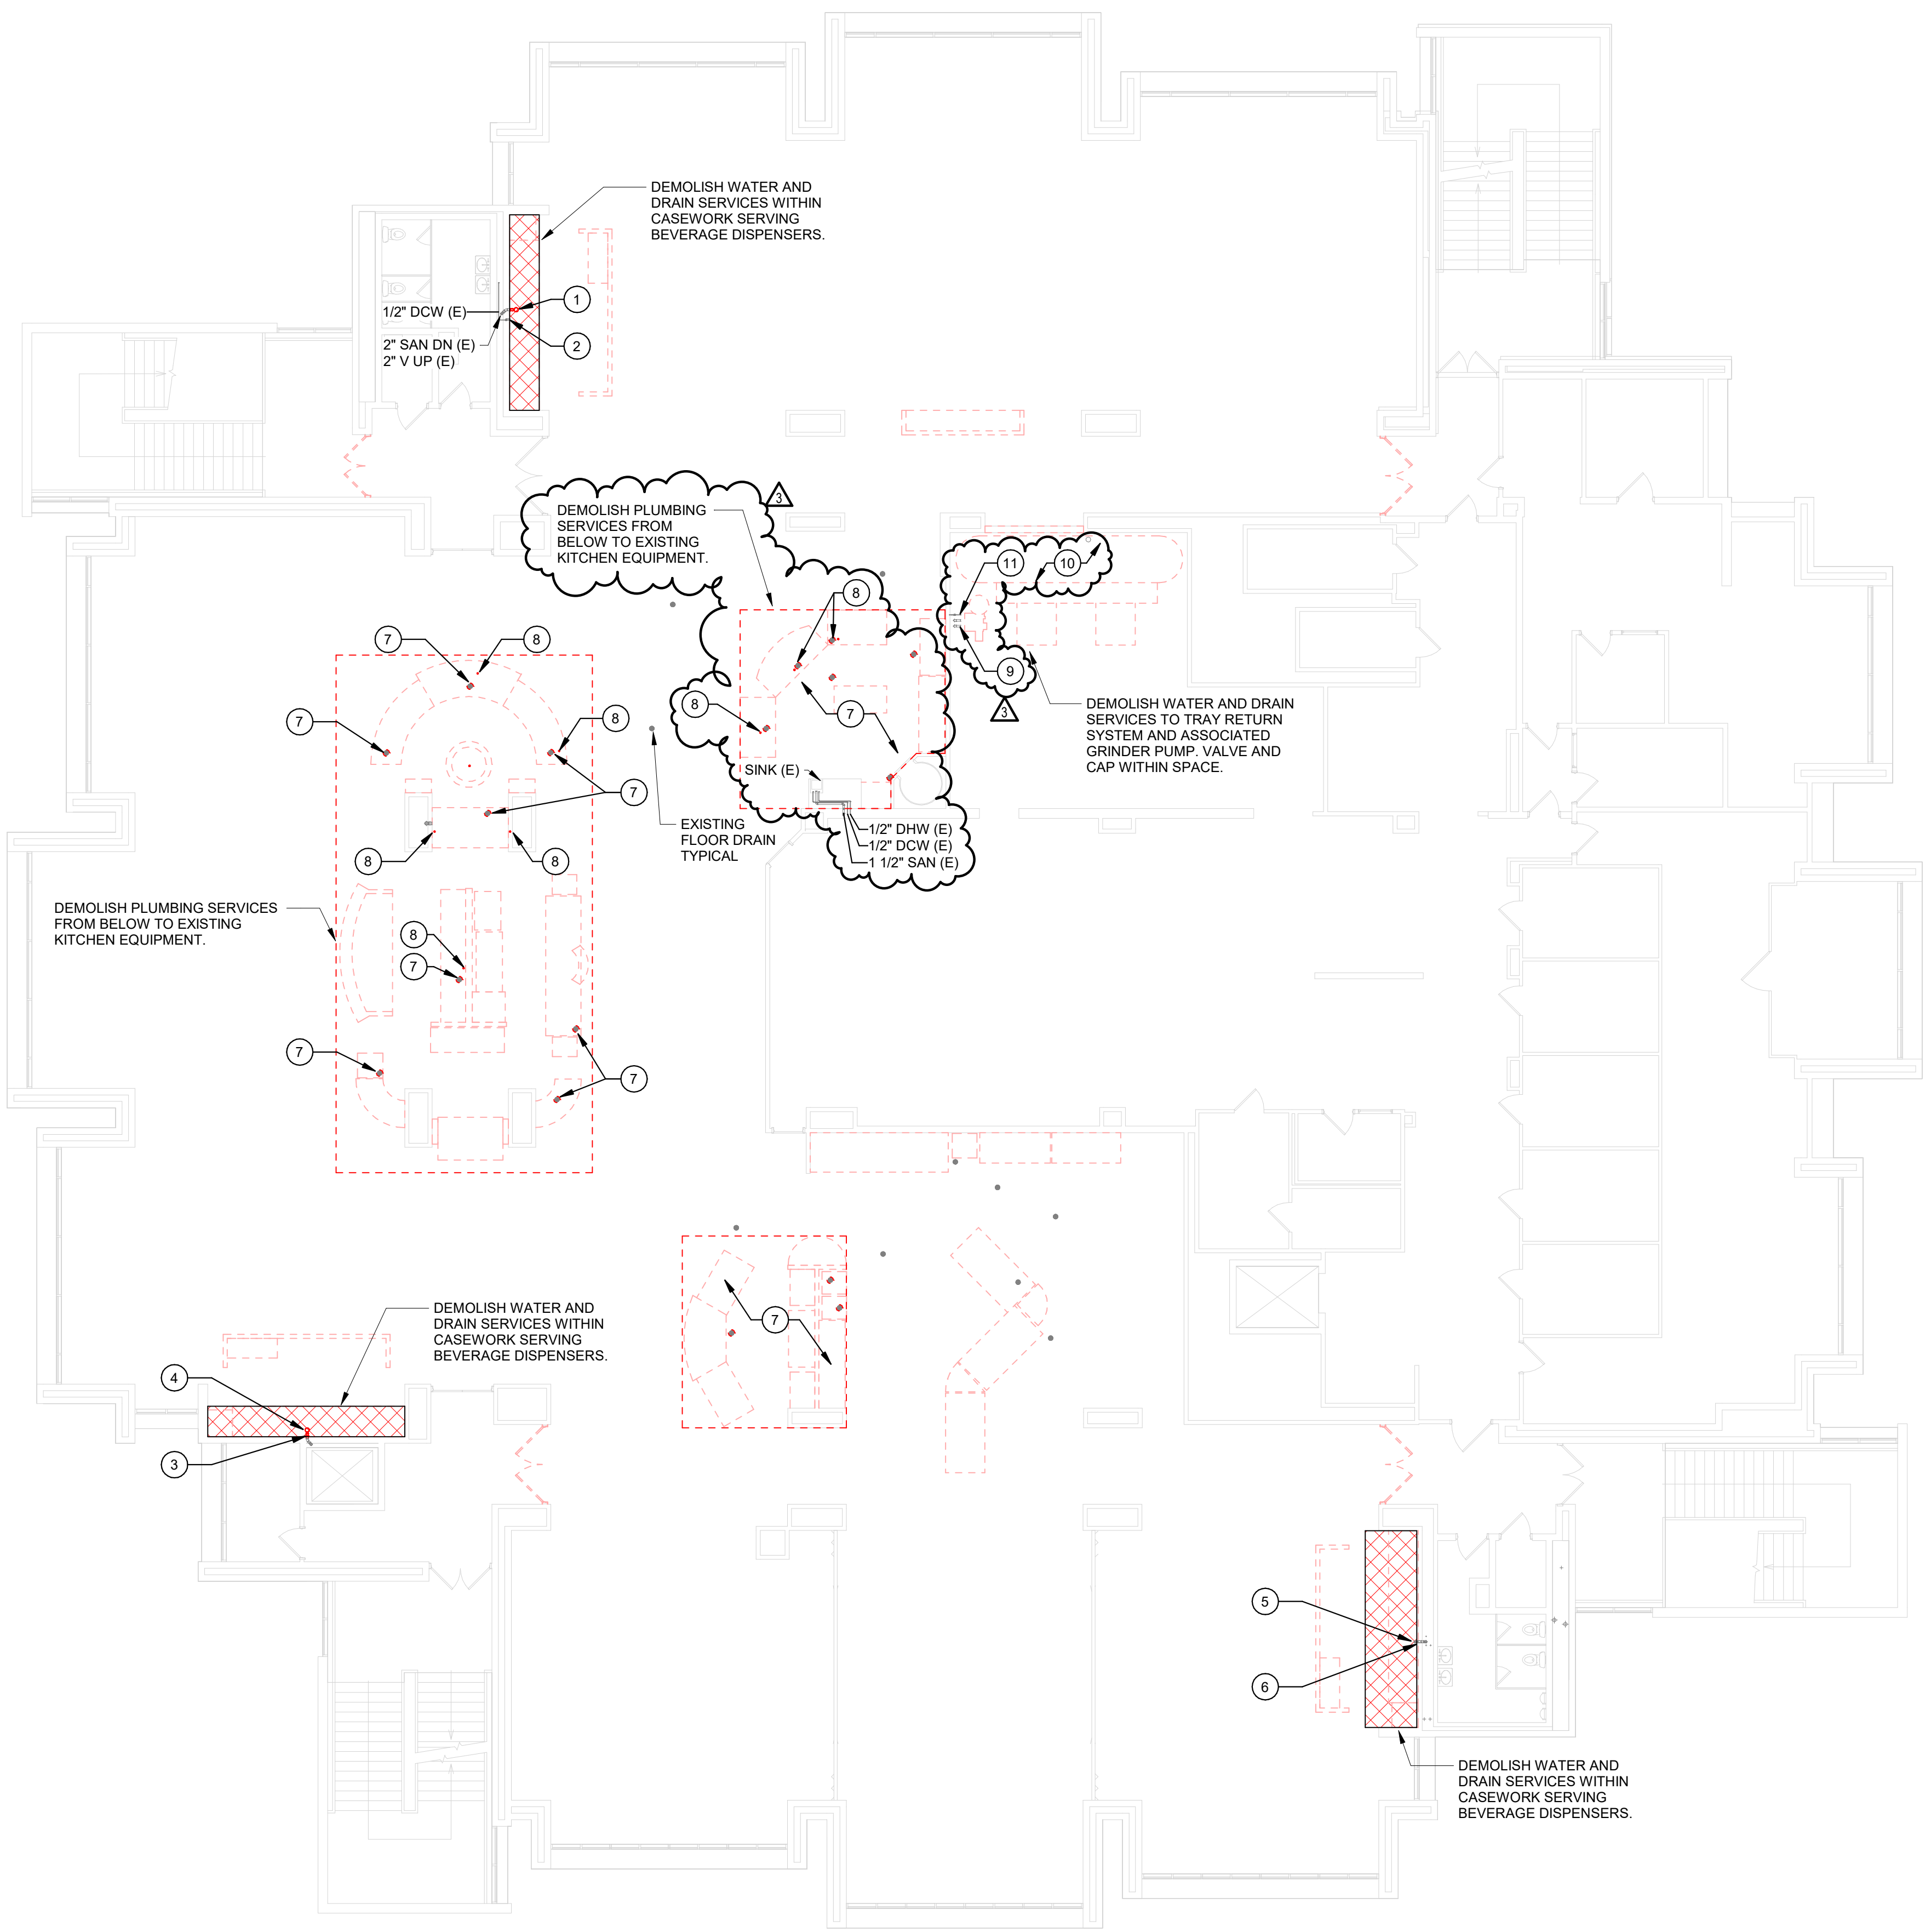 DEMOLISH WATER AND
DRAIN SERVICES WITHIN
CASEWORK SERVING
BEVERAGE DISPENSERS.
1
1/2" DCW (E)
2
2" SAN DN (E)
2" V UP (E)
3
DEMOLISH PLUMBING
SERVICES FROM
BELOW TO EXISTING
KITCHEN EQUIPMENT.
11
10
8
7
8
9
8
7
8
7
3
DEMOLISH WATER AND DRAIN
SERVICES TO TRAY RETURN
SYSTEM AND ASSOCIATED
GRINDER PUMP. VALVE AND
CAP WITHIN SPACE.
SINK (E)
7
EXISTING
FLOOR DRAIN
TYPICAL
1/2" DHW (E)
1/2" DCW (E)
1 1/2" SAN (E)
8
8
DEMOLISH PLUMBING SERVICES
FROM BELOW TO EXISTING
KITCHEN EQUIPMENT.
8
7
7
7
DEMOLISH WATER AND
DRAIN SERVICES WITHIN
CASEWORK SERVING
BEVERAGE DISPENSERS.
7
4
3
5
6
DEMOLISH WATER AND
DRAIN SERVICES WITHIN
CASEWORK SERVING
BEVERAGE DISPENSERS.